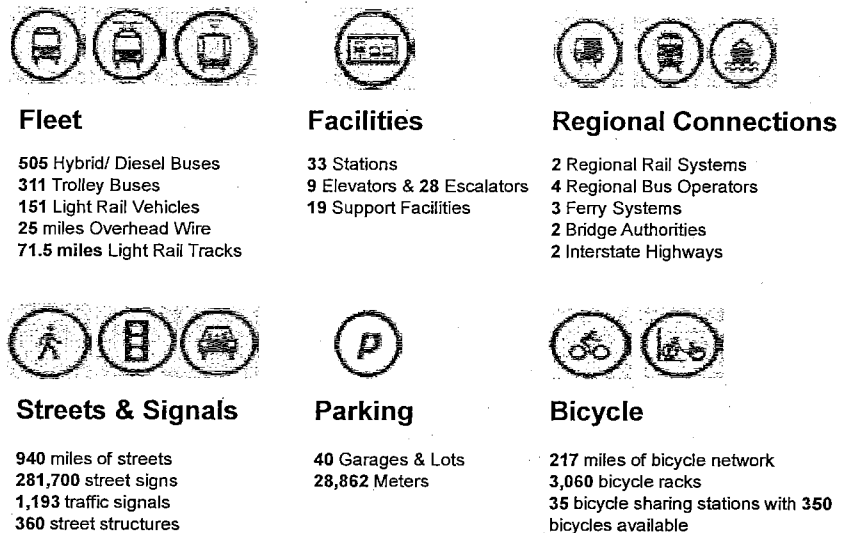 Fleet
505 Hybrid/ Diesel Buses
311 Trolley Buses
151 Light Rail Vehicles
25 miles Overhead Wire
71.5 miles Light Rail Tracks
Facilities
33 Stations
9 Elevators & 28 Escalators
19 Support Facilities
Regional Connections
2 Regional Rail Systems
4 Regional Bus Operators
3 Ferry Systems
2 Bridge Authorities
2 Interstate Highways
Streets & Signals
940 miles of streets
281,700 street signs
1,193 traffic signals
360 street structures
P
Parking
40 Garages & Lots
28,862 Meters
Bicycle
217 miles of bicycle network
3,060 bicycle racks
35 bicycle sharing stations with 350
bicycles available